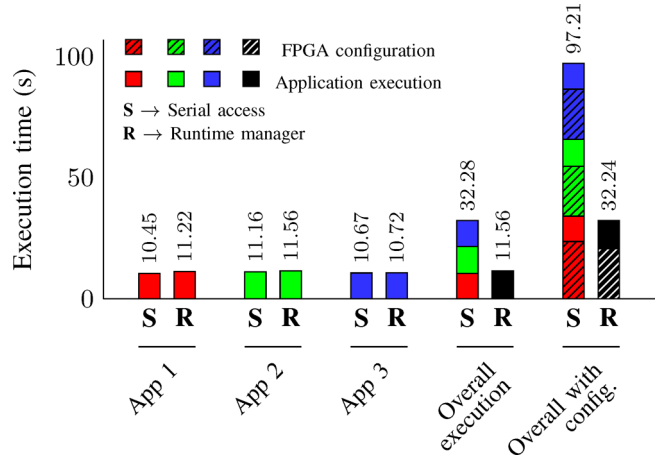 Execution time (s)
100
50
0
FPGA configuration
Application execution
S → Serial access
R → Runtime manager
10.45
11.22
11.16
11.56
10.67
10.72
32.28
11.56
97.21
32.24
S R S R S R S R S R
App 1
App 2
App 3
Overall
execution
Overall with
config.